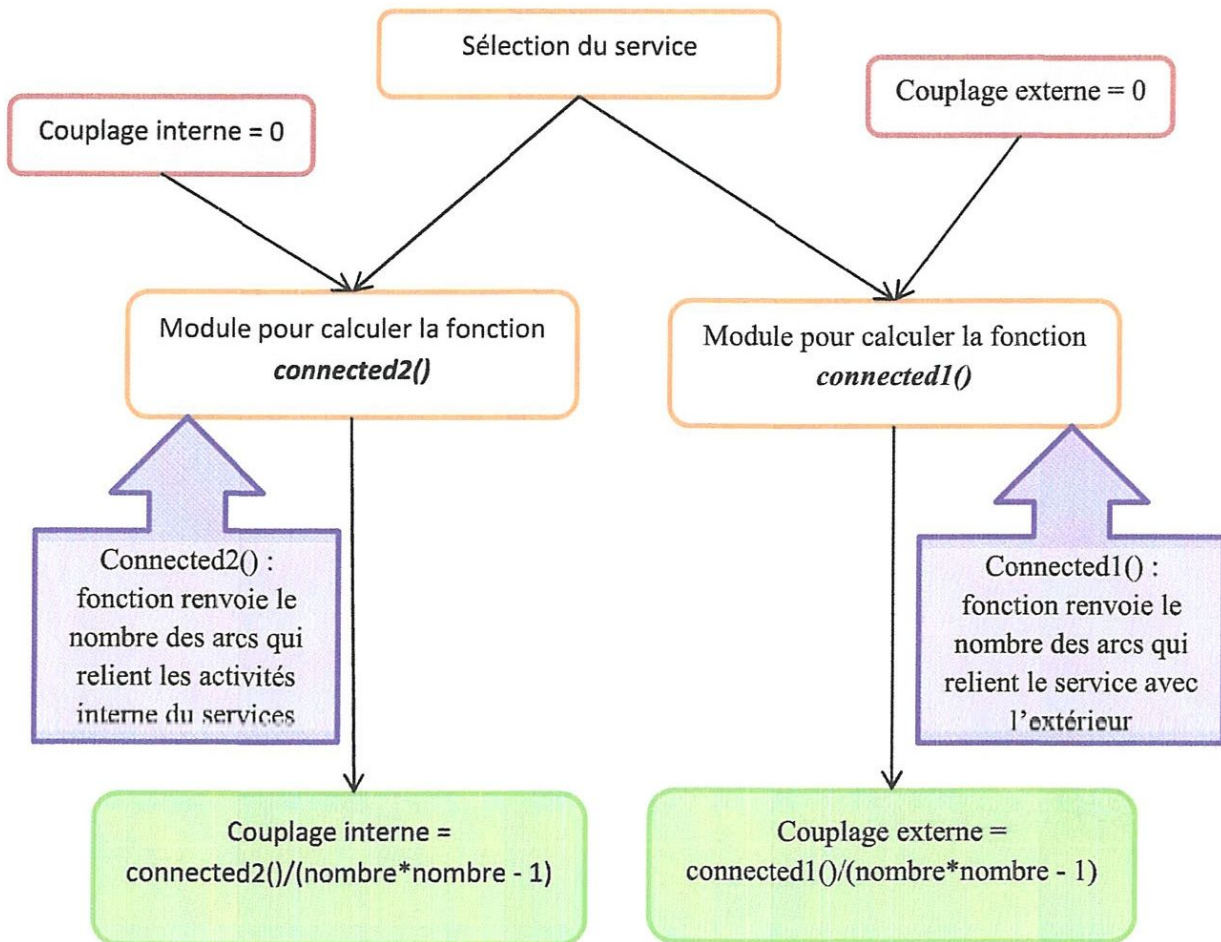 Sélection du service
Couplage interne = 0
Couplage externe = 0
Module pour calculer la fonction
connected2()
Module pour calculer la fonction
connected1()
Connected2() :
fonction renvoie le
nombre des arcs qui
relient les activités
interne du services
Connected1() :
fonction renvoie le
nombre des arcs qui
relient le service avec
l'extérieur
Couplage interne =
connected2()/(nombre*nombre - 1)
Couplage externe =
connected1()/(nombre*nombre - 1)